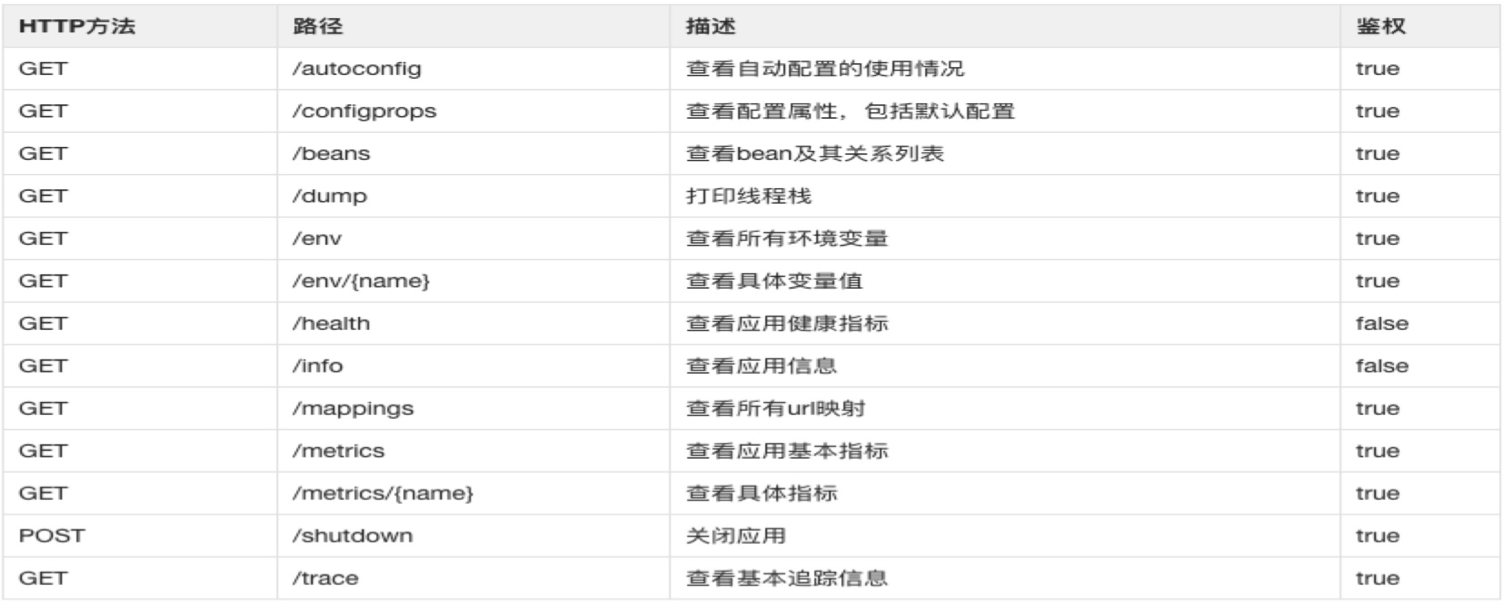 HTTP方法 路径 描述 鉴权
GET /autoconfig 查看自动配置的使用情况 true
GET /configprops 查看配置属性，包括默认配置 true
GET /beans 查看bean及其关系列表 true
GET /dump 打印线程栈 true
GET /env 查看所有环境变量 true
GET /env/{name} 查看具体变量值 true
GET /health 查看应用健康指标 false
GET /info 查看应用信息 false
GET /mappings 查看所有url映射 true
GET /metrics 查看应用基本指标 true
GET /metrics/{name} 查看具体指标 true
POST /shutdown 关闭应用 true
GET /trace 查看基本追踪信息 true